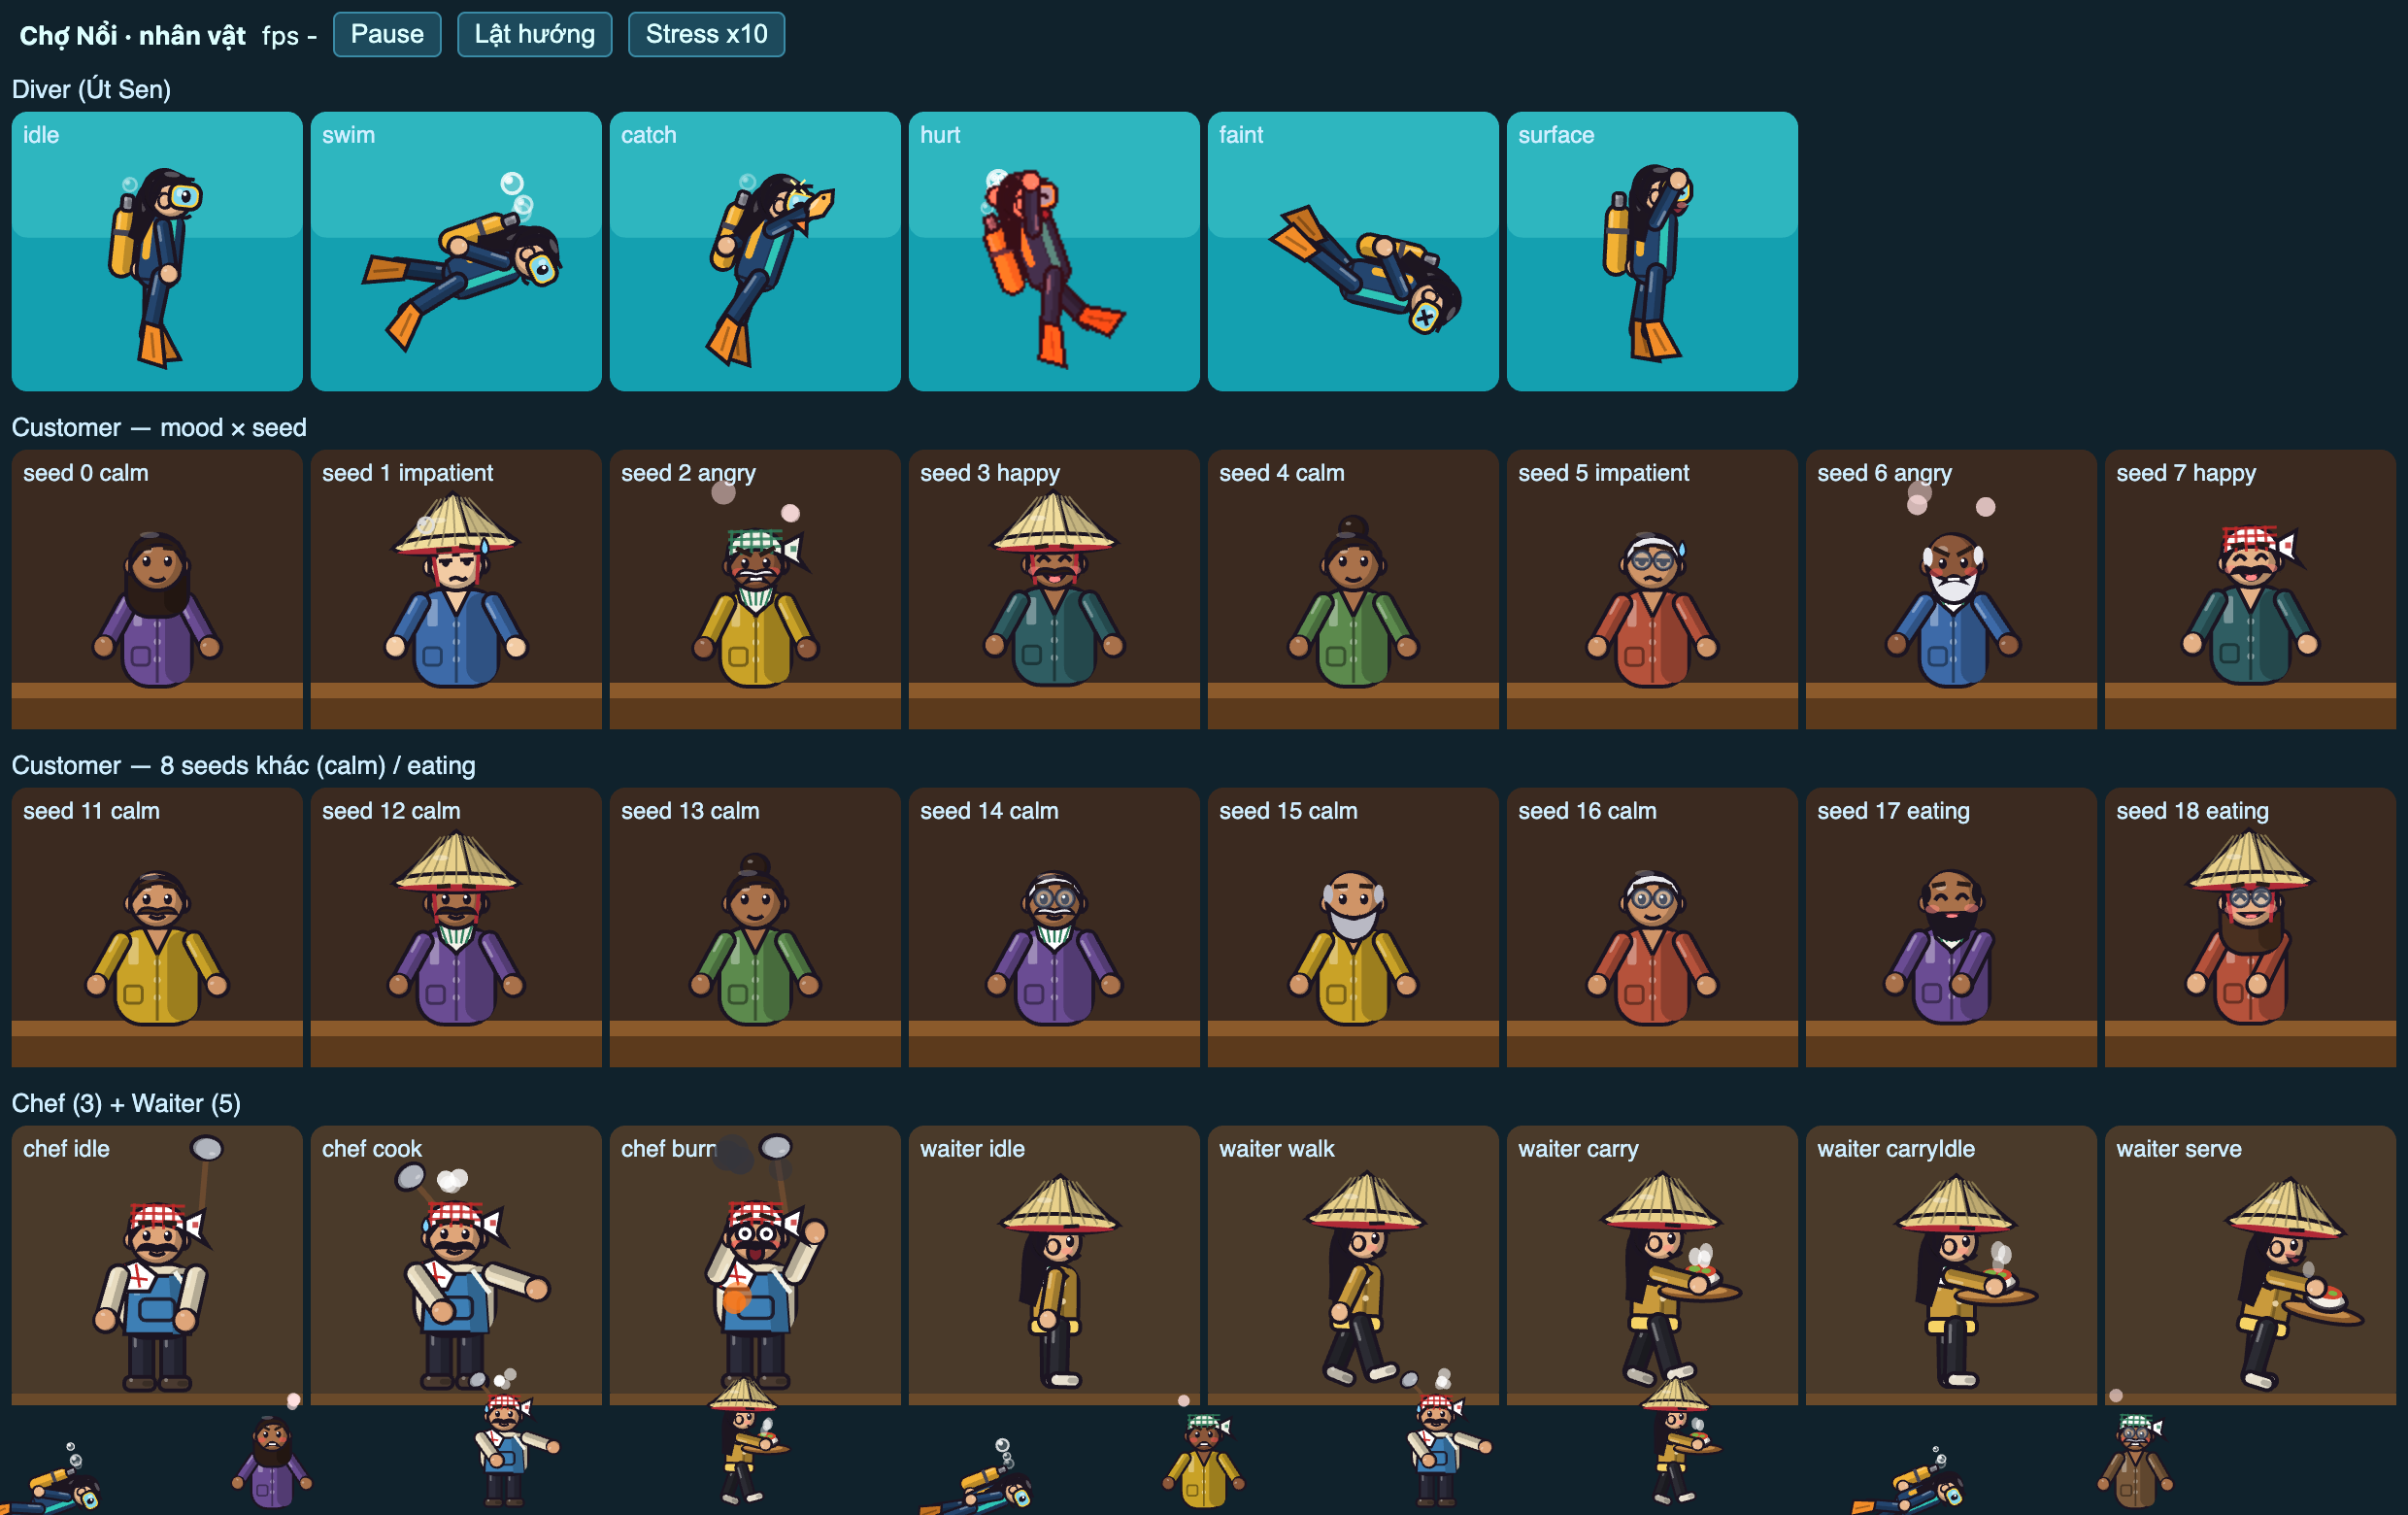 Chợ Nổi · nhân vật fps - Pause Lật hướng Stress x10
Diver (Út Sen)
idle swim catch hurt faint surface
Customer — mood × seed
seed 0 calm seed 1 impatient seed 2 angry seed 3 happy seed 4 calm seed 5 impatient seed 6 angry seed 7 happy
Customer — 8 seeds khác (calm) / eating
seed 11 calm seed 12 calm seed 13 calm seed 14 calm seed 15 calm seed 16 calm seed 17 eating seed 18 eating
Chef (3) + Waiter (5)
chef idle chef cook chef burn waiter idle waiter walk waiter carry waiter carryIdle waiter serve